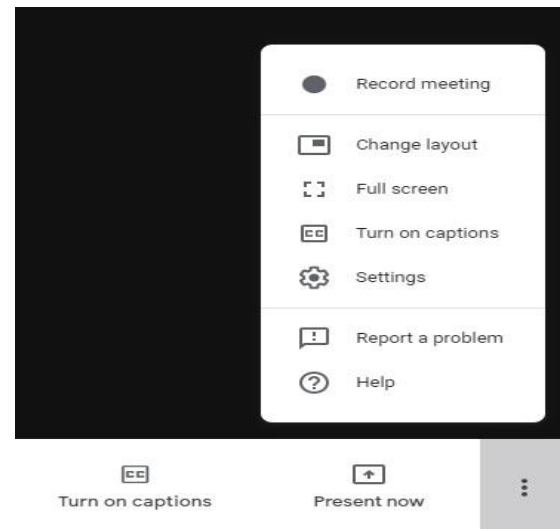 Record meeting
Change layout
Full screen
Turn on captions
Settings
Report a problem
Help
Turn on captions
Present now